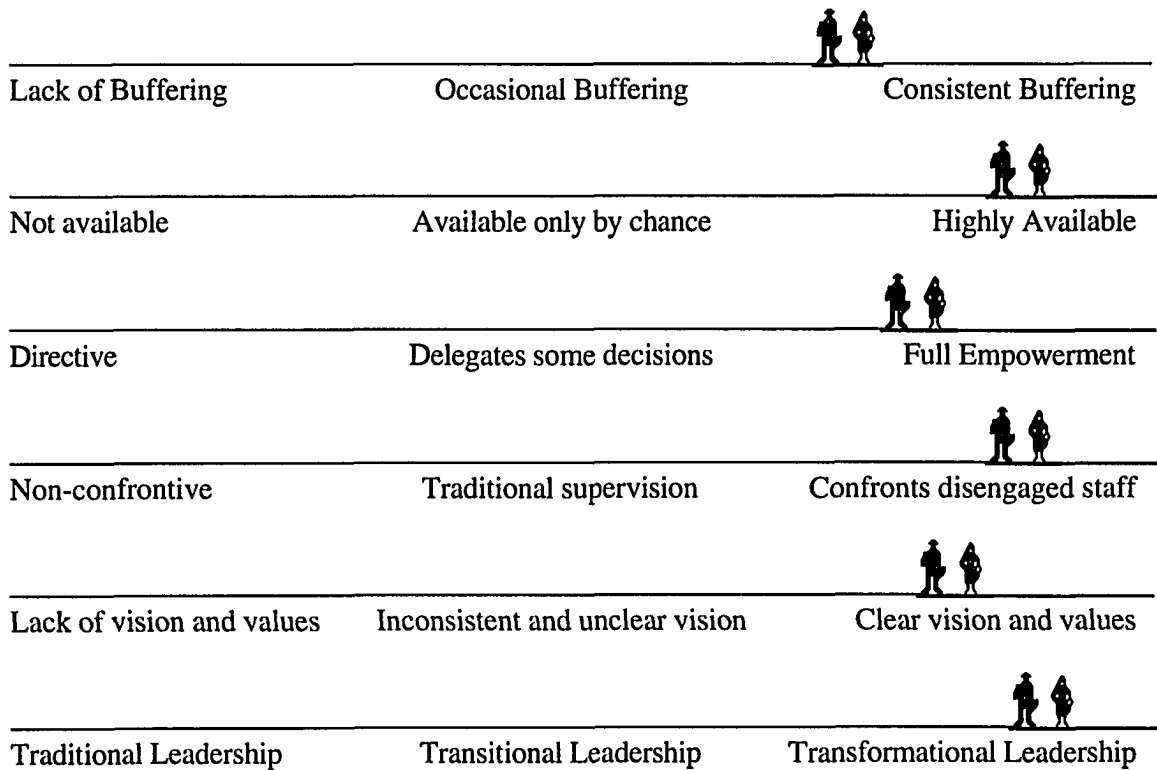 Lack of Buffering Occasional Buffering Consistent Buffering
Not available Available only by chance Highly Available
Directive Delegates some decisions Full Empowerment
Non-confrontive Traditional supervision Confronts disengaged staff
Lack of vision and values Inconsistent and unclear vision Clear vision and values
Traditional Leadership Transitional Leadership Transformational Leadership